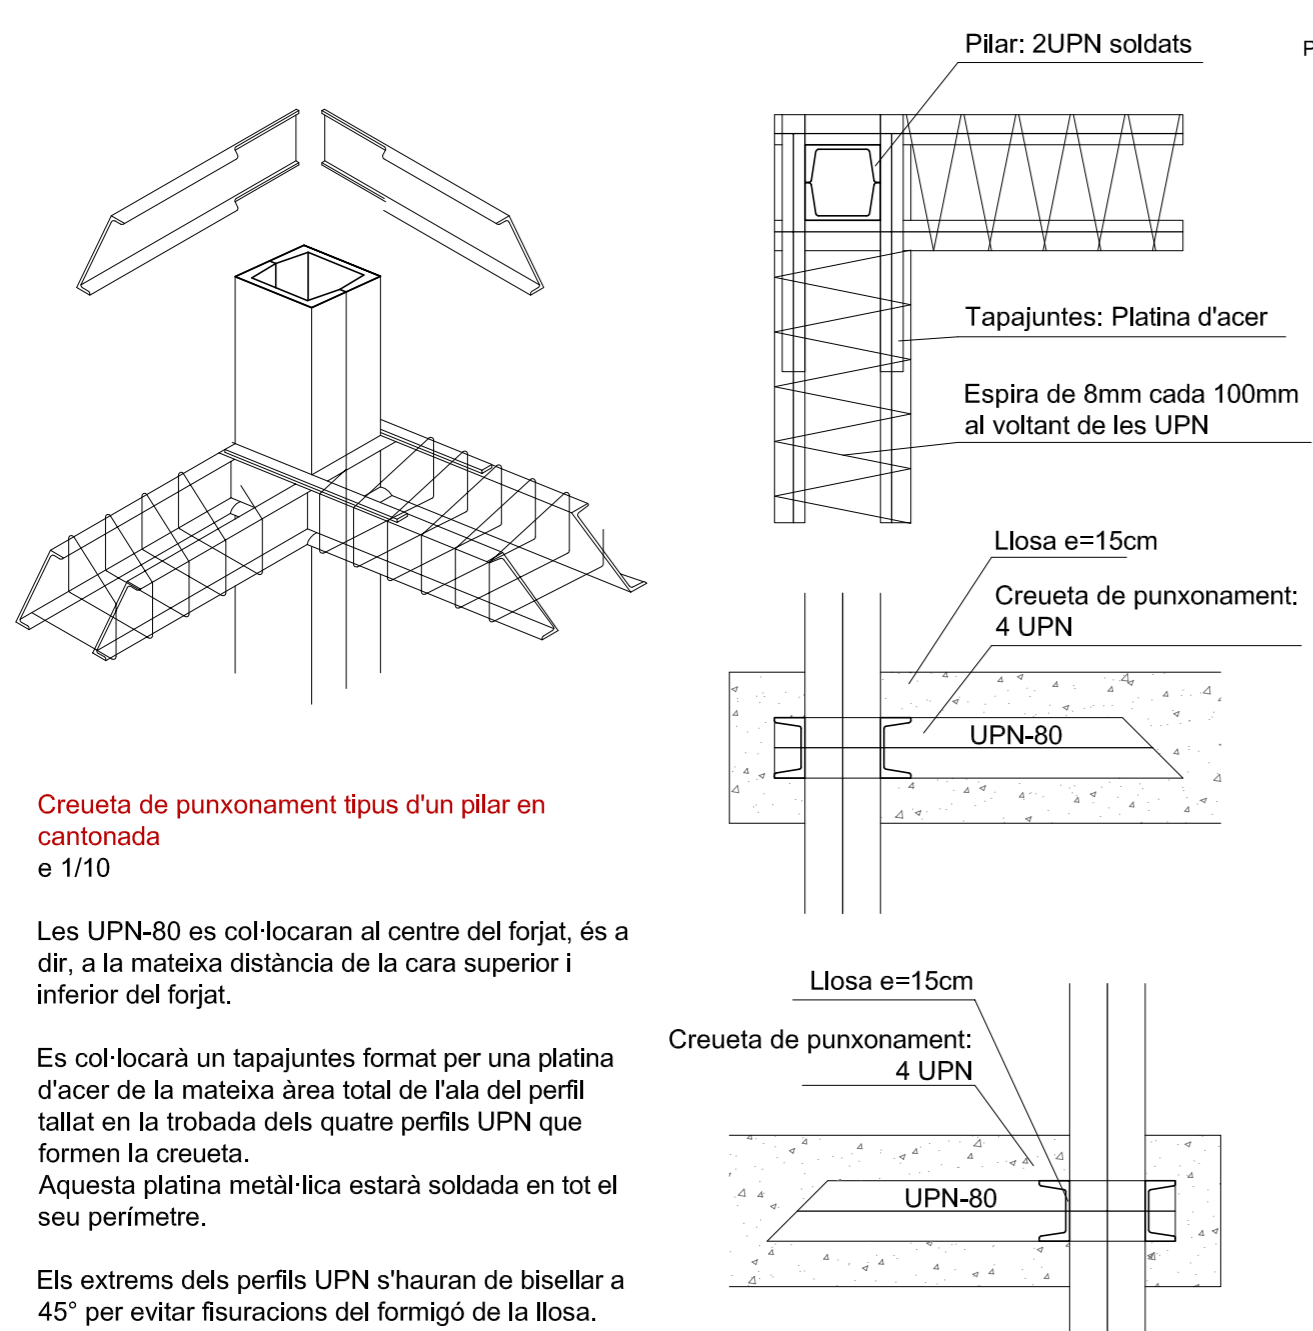 Pilar: 2UPN soldats
P
Tapajuntes: Platina d'acer
Espira de 8mm cada 100mm
al voltant de les UPN
Llosa e=15cm
Creueta de punxonament:
4 UPN
UPN-80
Creueta de punxonament tipus d'un pilar en
cantonada
e 1/10
Les UPN-80 es col·locaran al centre del forjat, és a
dir, a la mateixa distància de la cara superior i
inferior del forjat.
Es col·locarà un tapajuntes format per una platina
d'acer de la mateixa àrea total de l'ala del perfil
tallat en la trobada dels quatre perfils UPN que
formen la creueta.
Aquesta platina metàl·lica estarà soldada en tot el
seu perímetre.
Els extrems dels perfils UPN s'hauran de bisellar a
45° per evitar fisuracions del formigó de la llosa.
Llosa e=15cm
Creueta de punxonament:
4 UPN
UPN-80